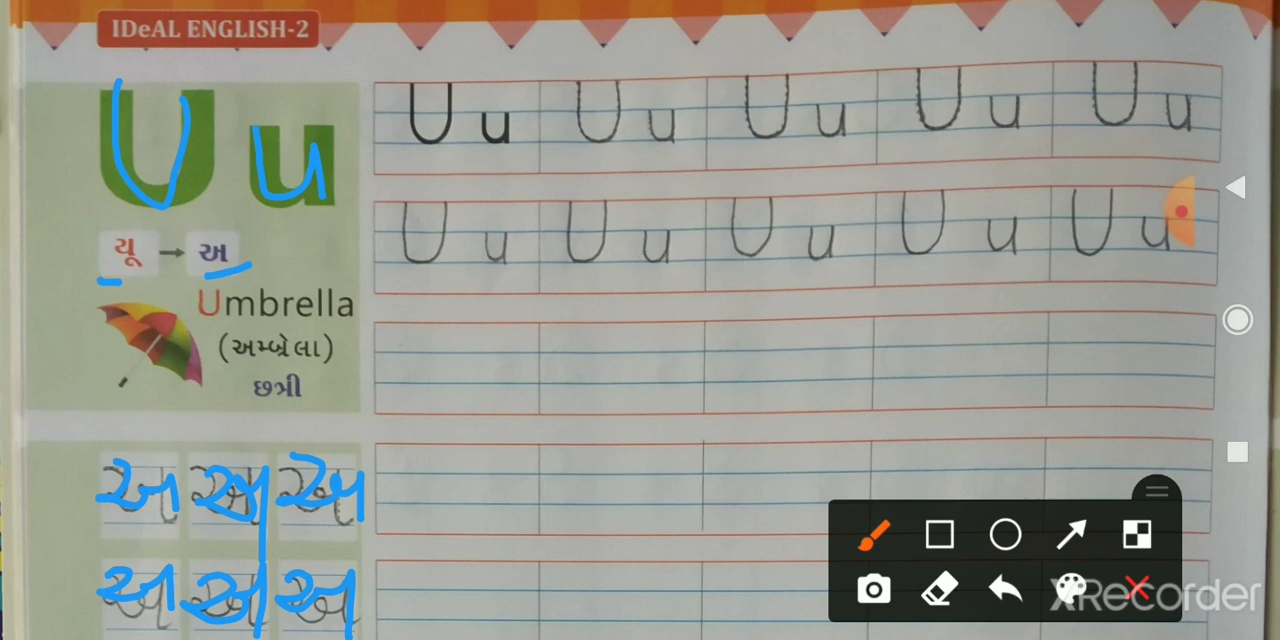 IDeAL ENGLISH-2
U u
U u U u U u U u U u
U u U u U u U u U u
યૂ → અ
Umbrella
(અમ્બ્રેલા)
છત્રી
અ અ અ
અ અ અ
XRecorder